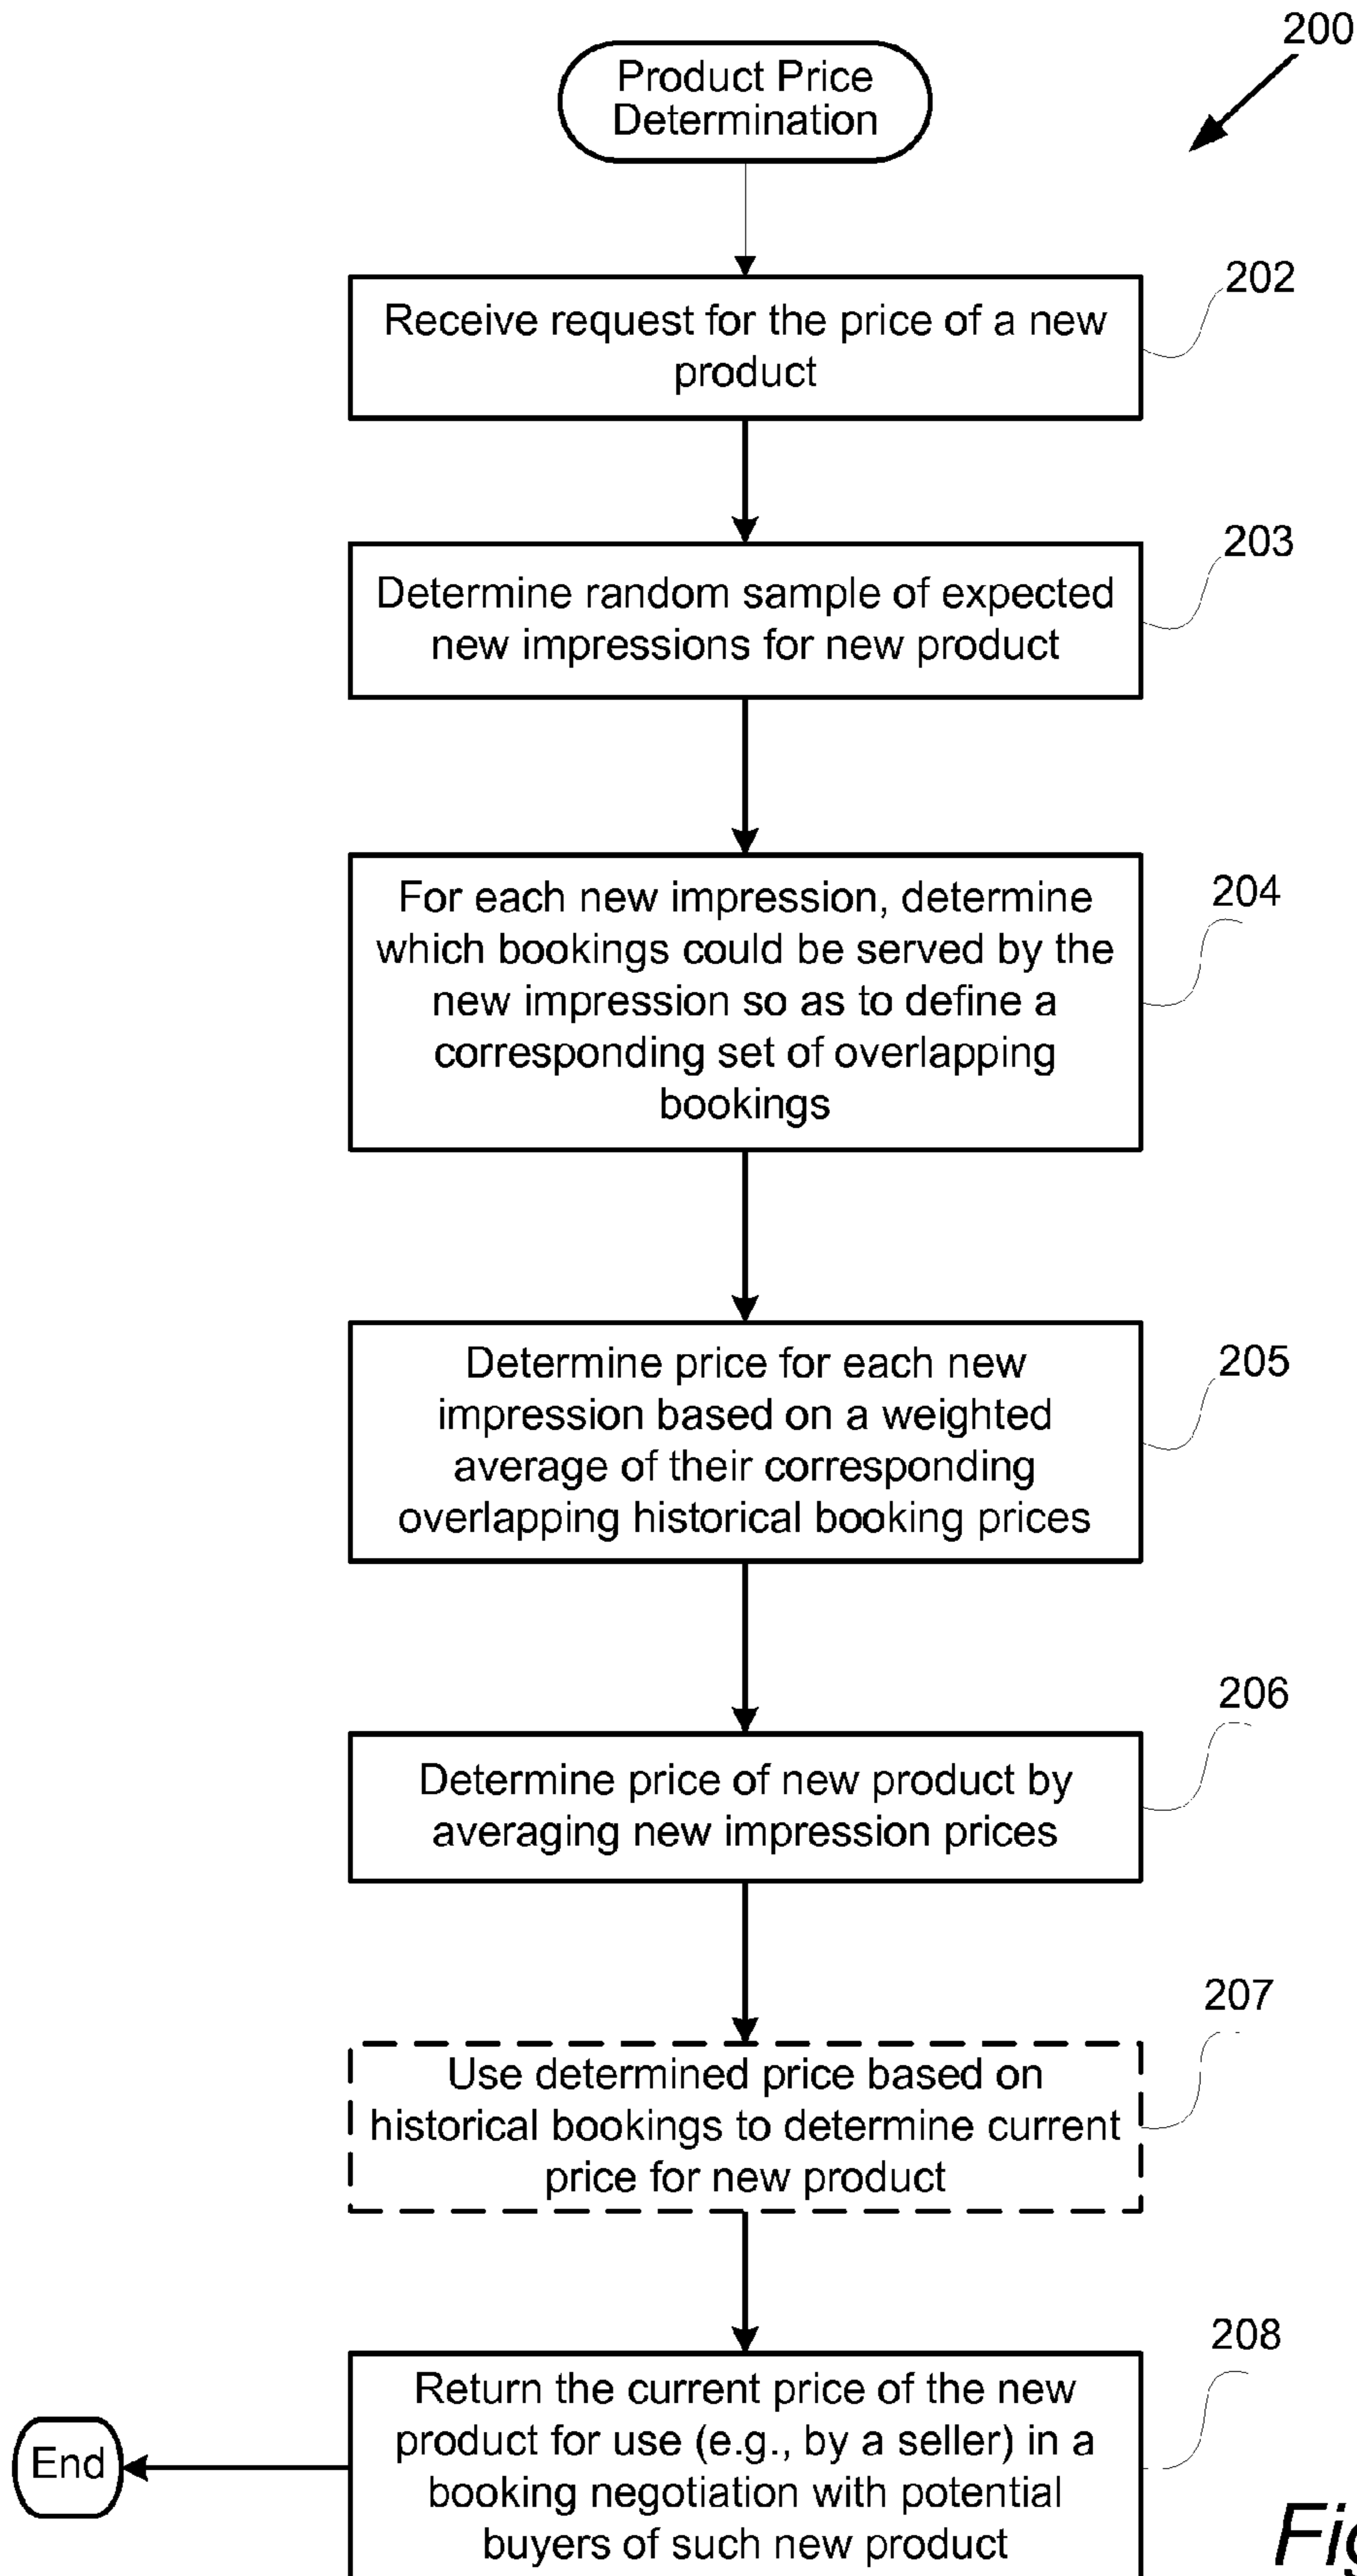 200
Product Price
Determination
202
Receive request for the price of a new
product
203
Determine random sample of expected
new impressions for new product
204
For each new impression, determine
which bookings could be served by the
new impression so as to define a
corresponding set of overlapping
bookings
205
Determine price for each new
impression based on a weighted
average of their corresponding
overlapping historical booking prices
206
Determine price of new product by
averaging new impression prices
207
Use determined price based on
historical bookings to determine current
price for new product
208
Return the current price of the new
product for use (e.g., by a seller) in a
booking negotiation with potential
buyers of such new product
End